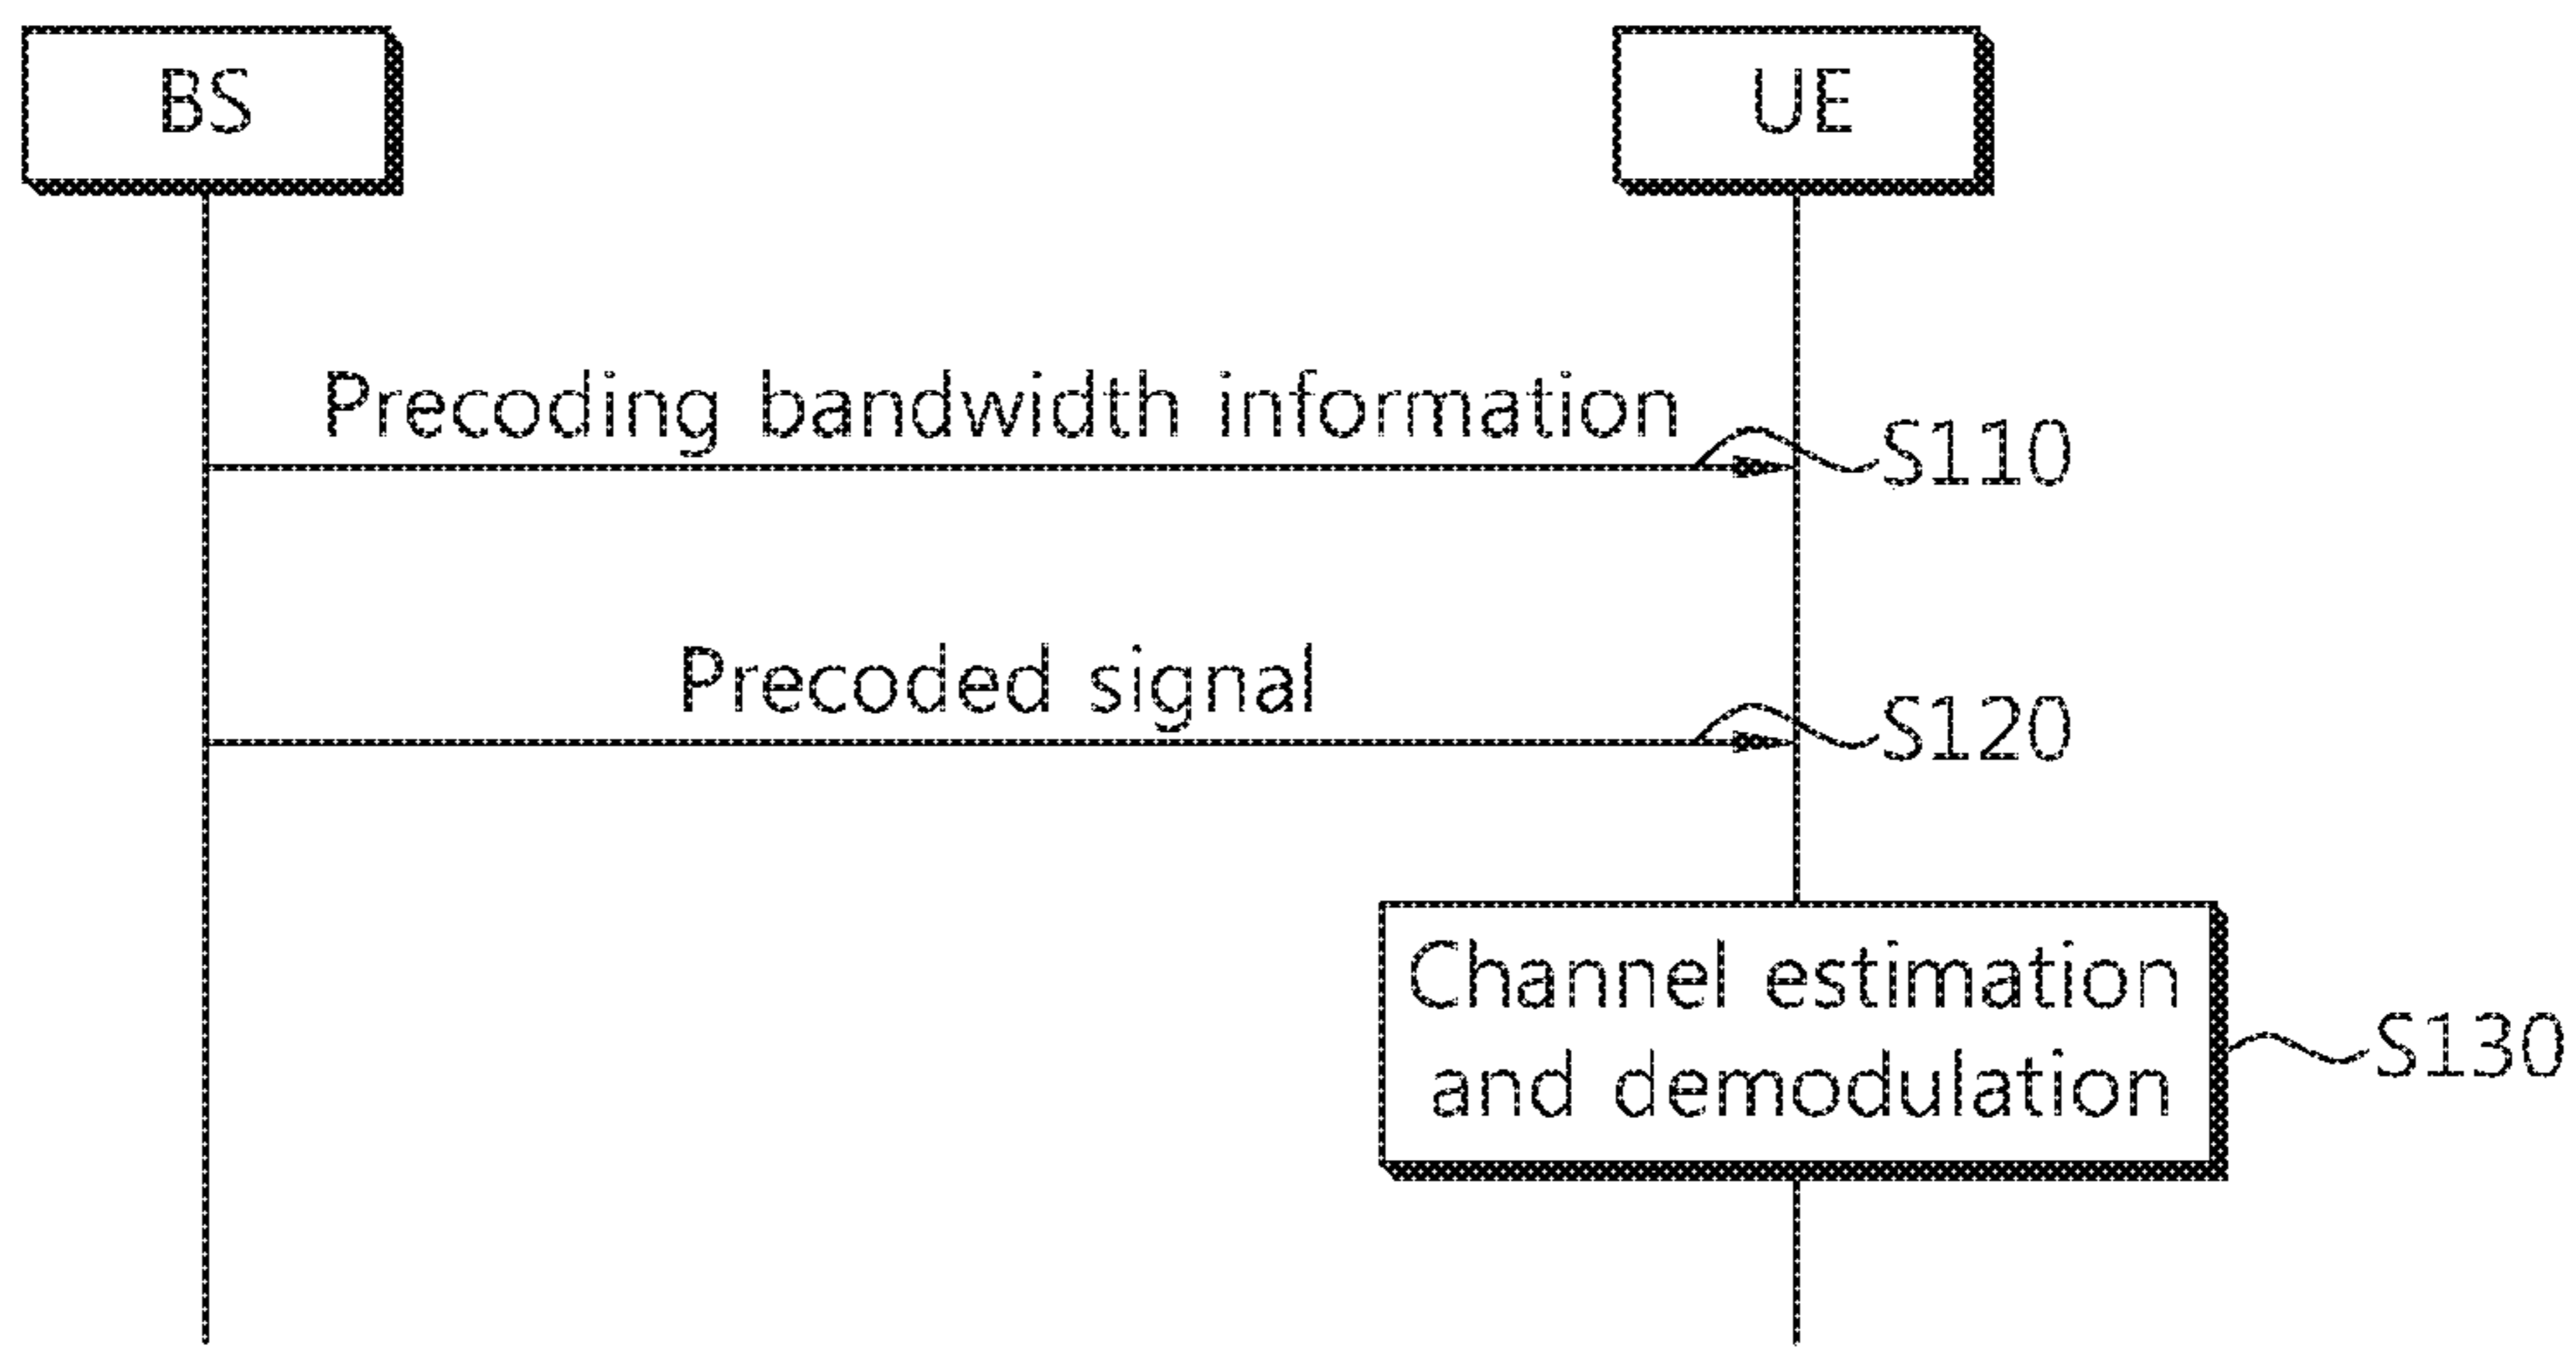 BS
UE
Precoding bandwidth information
S110
Precoded signal
S120
Channel estimation
and demodulation
S130